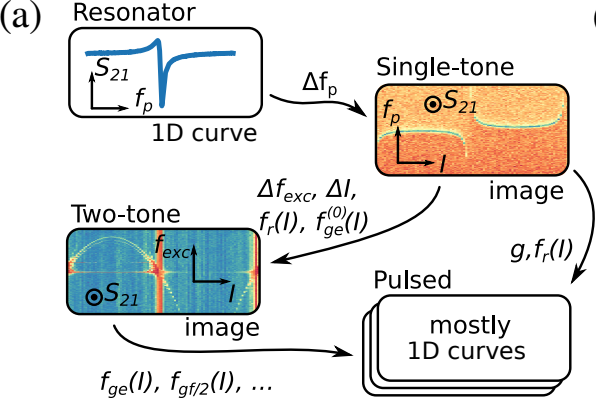 (a)
Resonator
S21
fp
1D curve
Δfp
Single-tone
fp
S21
I
image
Δfexc, ΔI,
fr(I), fge(0)(I)
Two-tone
fexc
I
S21
image
g,fr(I)
Pulsed
mostly
1D curves
fge(I), fgf/2(I), ...